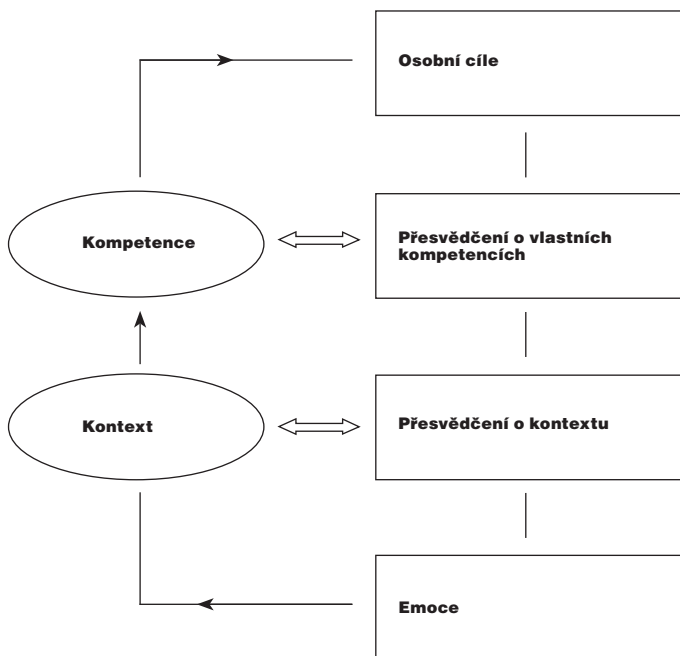 Osobní cíle
Kompetence
Přesvědčení o vlastních
kompetencích
Kontext
Přesvědčení o kontextu
Emoce